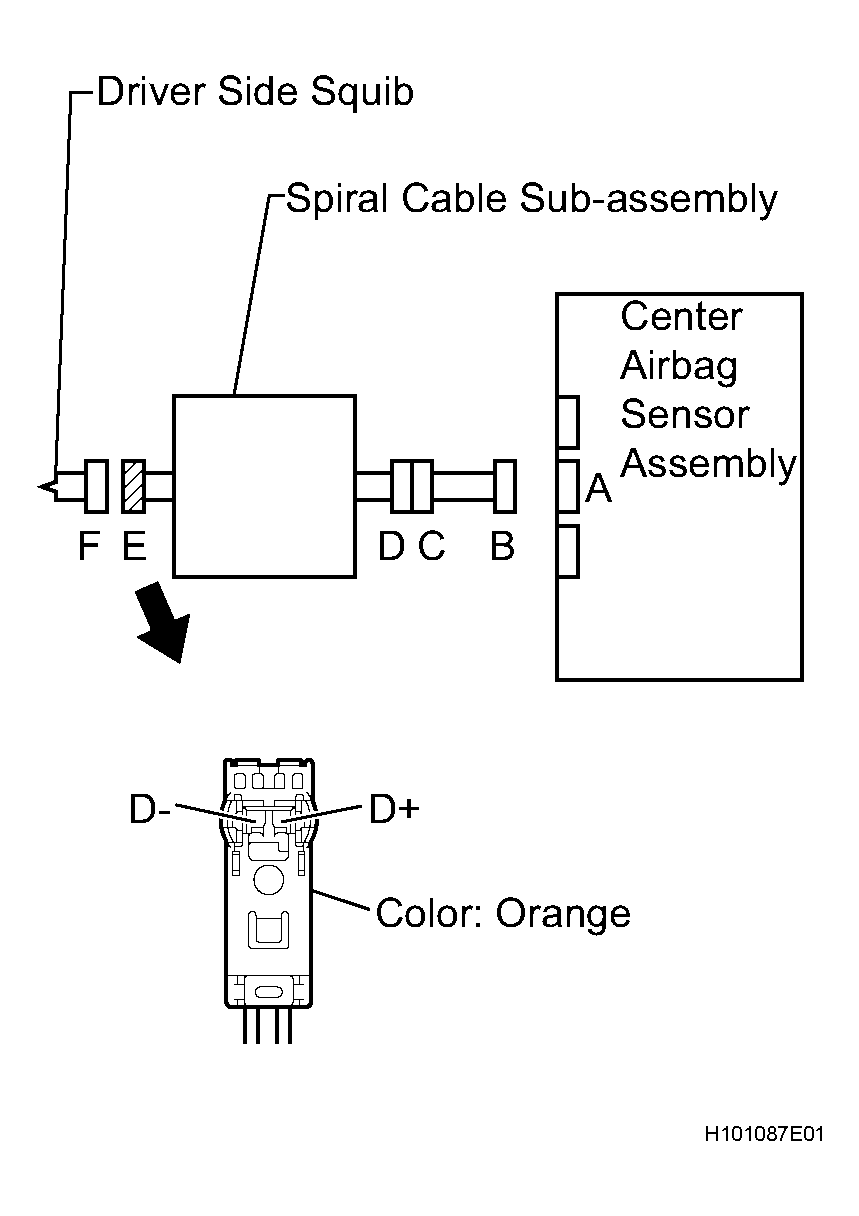 Driver Side Squib
Spiral Cable Sub-assembly
Center
Airbag
Sensor
Assembly
A
F E D C B
D- D+
Color: Orange
H101087E01